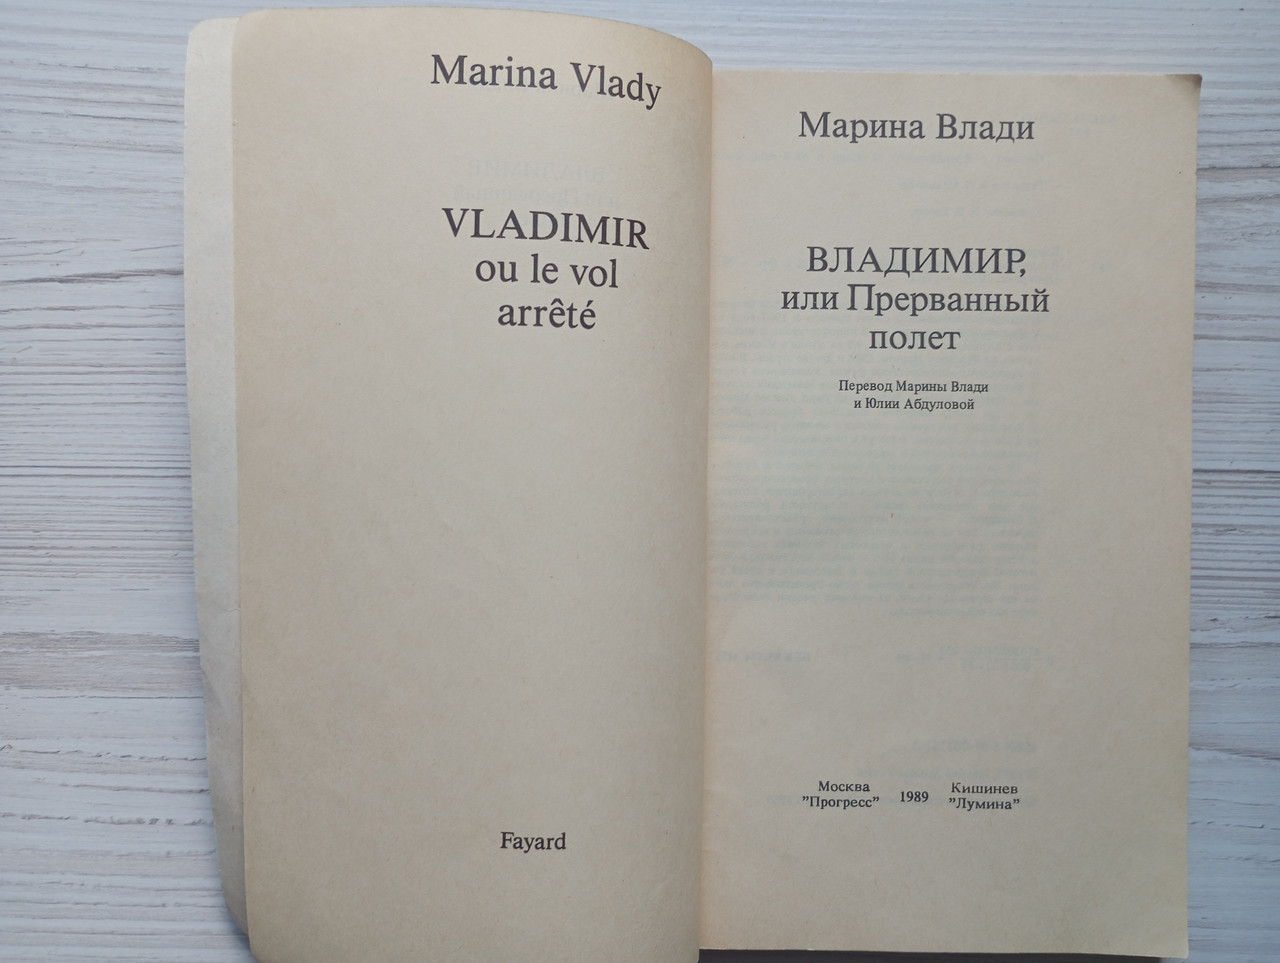 Marina Vlady
VLADIMIR
ou le vol
arrêté
Fayard
Марина Влади
ВЛАДИМИР,
или Прерванный
полет
Перевод Марины Влади
и Юлии Абдуловой
Москва
"Прогресс"
1989
Кишинев
"Лумина"